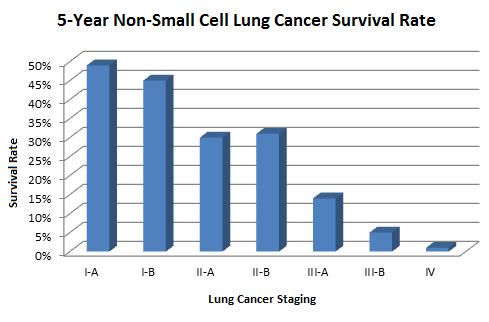 5-Year Non-Small Cell Lung Cancer Survival Rate
50%
45%
40%
35%
30%
25%
20%
15%
10%
5%
0%
Survival Rate
I-A I-B II-A II-B III-A III-B IV
Lung Cancer Staging